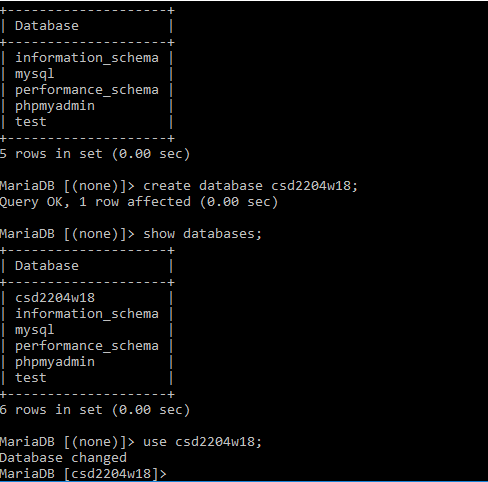 +--------------------+
| Database           |
+--------------------+
| information_schema |
| mysql              |
| performance_schema |
| phpmyadmin         |
| test               |
+--------------------+
5 rows in set (0.00 sec)

MariaDB [(none)]> create database csd2204w18;
Query OK, 1 row affected (0.00 sec)

MariaDB [(none)]> show databases;
+--------------------+
| Database           |
+--------------------+
| csd2204w18         |
| information_schema |
| mysql              |
| performance_schema |
| phpmyadmin         |
| test               |
+--------------------+
6 rows in set (0.00 sec)

MariaDB [(none)]> use csd2204w18;
Database changed
MariaDB [csd2204w18]>